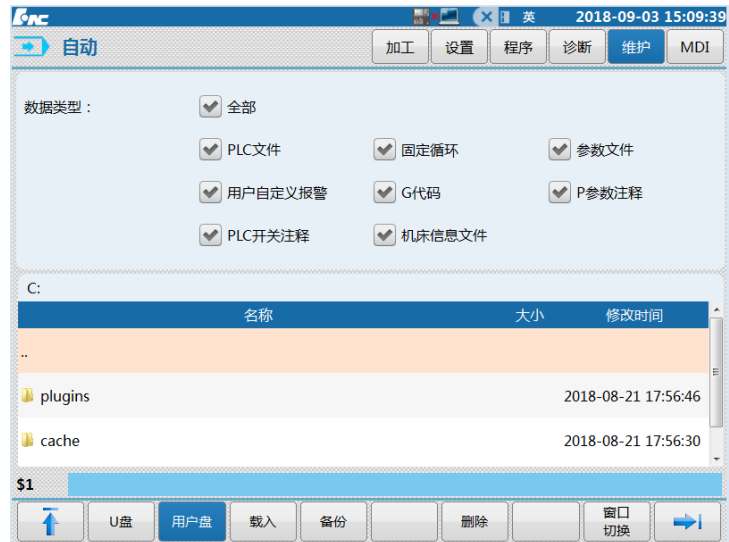 HNC 英 2018-09-03 15:09:39
自动 加工 设置 程序 诊断 维护 MDI
数据类型： 全部
PLC文件 固定循环 参数文件
用户自定义报警 G代码 P参数注释
PLC开关注释 机床信息文件
C:
名称 大小 修改时间
..
plugins 2018-08-21 17:56:46
cache 2018-08-21 17:56:30
$1
U盘 用户盘 载入 备份 删除 窗口
切换